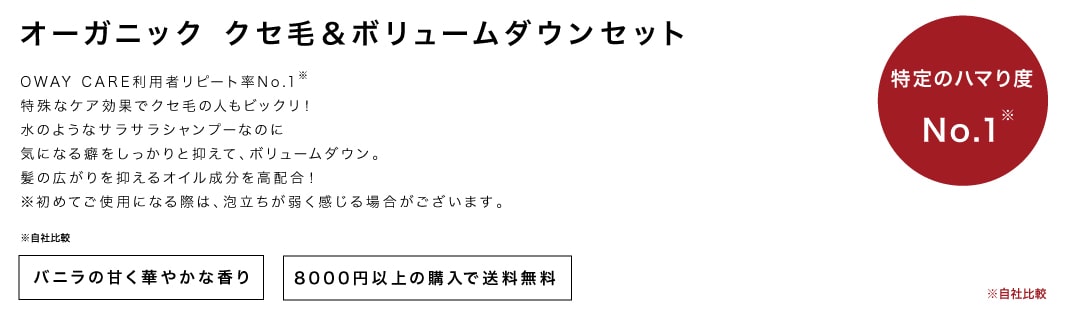 オーガニック クセ毛＆ボリュームダウンセット
OWAY CARE利用者リピート率No.1※
特殊なケア効果でクセ毛の人もビックリ！
水のようなサラサラシャンプーなのに
気になる癖をしっかりと抑えて、ボリュームダウン。
髪の広がりを抑えるオイル成分を高配合！
※初めてご使用になる際は、泡立ちが弱く感じる場合がございます。
※自社比較
バニラの甘く華やかな香り
8000円以上の購入で送料無料
特定のハマり度
No.1※
※自社比較